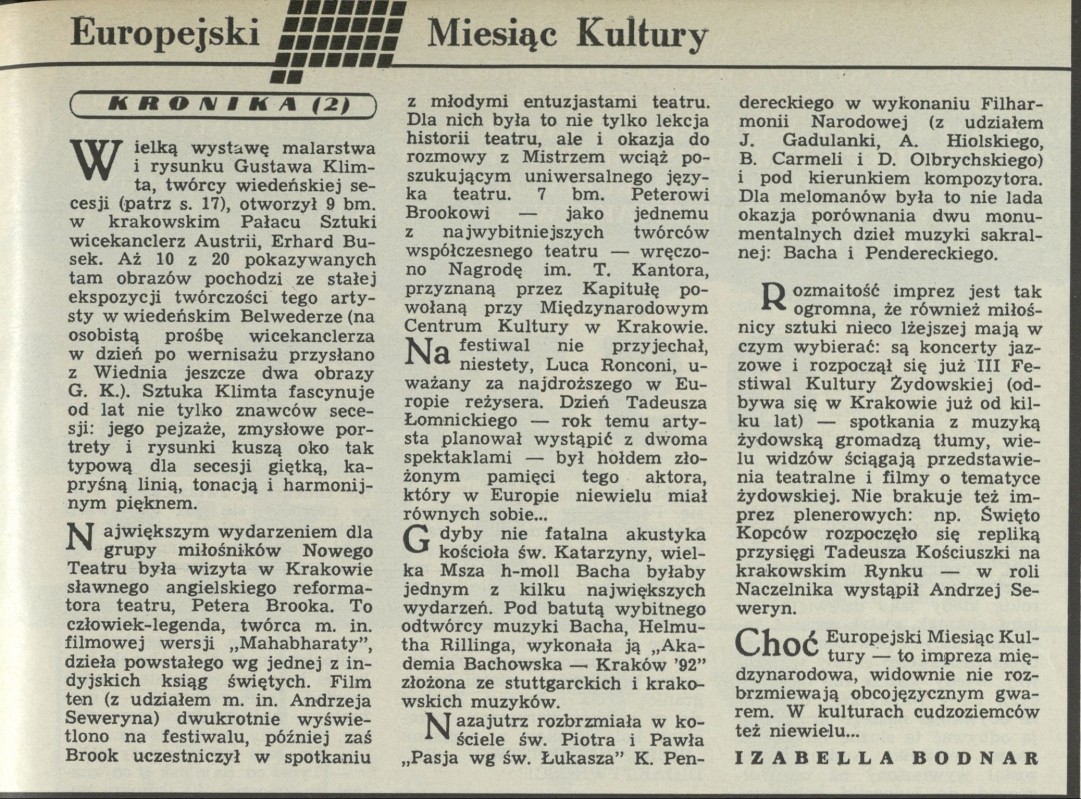 Europejski Miesiąc Kultury
KRONIKA (2)
Wielką wystawę malarstwa
i rysunku Gustawa Klim-
ta, twórcy wiedeńskiej se-
cesji (patrz s. 17), otworzył 9 bm.
w krakowskim Pałacu Sztuki
wicekanclerz Austrii, Erhard Bu-
sek. Aż 10 z 20 pokazywanych
tam obrazów pochodzi ze stałej
ekspozycji twórczości tego arty-
sty w wiedeńskim Belwederze (na
osobistą prośbę wicekanclerza
w dzień po wernisażu przysłano
z Wiednia jeszcze dwa obrazy
G. K.). Sztuka Klimta fascynuje
od lat nie tylko znawców sece-
sji: jego pejzaże, zmysłowe por-
trety i rysunki kuszą oko tak
typową dla secesji giętką, ka-
pryśną linią, tonacją i harmonij-
nym pięknem.
Największym wydarzeniem dla
grupy miłośników Nowego
Teatru była wizyta w Krakowie
sławnego angielskiego reforma-
tora teatru, Petera Brooka. To
człowiek-legenda, twórca m. in.
filmowej wersji „Mahabharaty”,
dzieła powstałego wg jednej z in-
dyjskich ksiąg świętych. Film
ten (z udziałem m. in. Andrzeja
Seweryna) dwukrotnie wyświe-
tlono na festiwalu, później zaś
Brook uczestniczył w spotkaniu
z młodymi entuzjastami teatru.
Dla nich była to nie tylko lekcja
historii teatru, ale i okazja do
rozmowy z Mistrzem wciąż po-
szukującym uniwersalnego języ-
ka teatru. 7 bm. Peterowi
Brookowi — jako jednemu
z najwybitniejszych twórców
współczesnego teatru — wręczo-
no Nagrodę im. T. Kantora,
przyznaną przez Kapitułę po-
wołaną przy Międzynarodowym
Centrum Kultury w Krakowie.
Na festiwal nie przyjechał,
niestety, Luca Ronconi, u-
ważany za najdroższego w Eu-
ropie reżysera. Dzień Tadeusza
Łomnickiego — rok temu arty-
sta planował wystąpić z dwoma
spektaklami — był hołdem zło-
żonym pamięci tego aktora,
który w Europie niewielu miał
równych sobie...
Gdyby nie fatalna akustyka
kościoła św. Katarzyny, wiel-
ka Msza h-moll Bacha byłaby
jednym z kilku największych
wydarzeń. Pod batutą wybitnego
odtwórcy muzyki Bacha, Helmu-
tha Rillinga, wykonała ją „Aka-
demia Bachowska — Kraków '92”
złożona ze stuttgarckich i krako-
wskich muzyków.
Nazajutrz rozbrzmiała w ko-
ściele św. Piotra i Pawła
„Pasja wg św. Łukasza” K. Pen-
dereckiego w wykonaniu Filhar-
monii Narodowej (z udziałem
J. Gadulanki, A. Hiolskiego,
B. Carmeli i D. Olbrychskiego)
i pod kierunkiem kompozytora.
Dla melomanów była to nie lada
okazja porównania dwu monu-
mentalnych dzieł muzyki sakral-
nej: Bacha i Pendereckiego.
Rozmaitość imprez jest tak
ogromna, że również miłoś-
nicy sztuki nieco lżejszej mają w
czym wybierać: są koncerty jaz-
zowe i rozpoczął się już III Fe-
stiwal Kultury Żydowskiej (od-
bywa się w Krakowie już od kil-
ku lat) — spotkania z muzyką
żydowską gromadzą tłumy, wie-
lu widzów ściągają przedstawie-
nia teatralne i filmy o tematyce
żydowskiej. Nie brakuje też im-
prez plenerowych: np. Święto
Kopców rozpoczęło się repliką
przysięgi Tadeusza Kościuszki na
krakowskim Rynku — w roli
Naczelnika wystąpił Andrzej Se-
weryn.
Choć Europejski Miesiąc Kul-
tury — to impreza mię-
dzynarodowa, widownie nie roz-
brzmiewają obcojęzycznym gwa-
rem. W kulturach cudzoziemców
też niewielu...
IZABELLA BODNAR